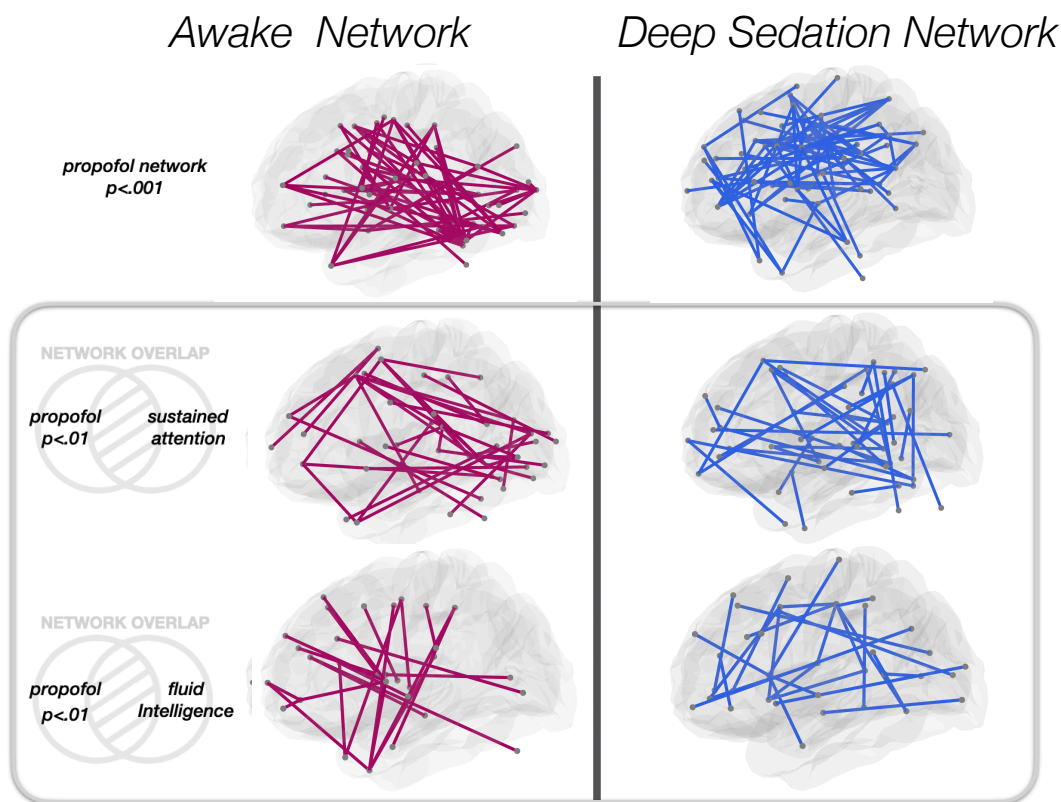 Awake Network
Deep Sedation Network
propofol network
p<.001
NETWORK OVERLAP
propofol
p<.01
sustained
attention
NETWORK OVERLAP
propofol
p<.01
fluid
Intelligence